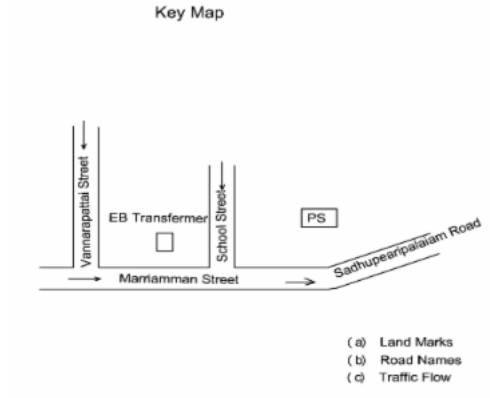 Key Map
Vannarapattai Street
EB Transfermer
School Street
PS
Marriamman Street
Sadhupearipalaiam Road
(a) Land Marks
(b) Road Names
(c) Traffic Flow